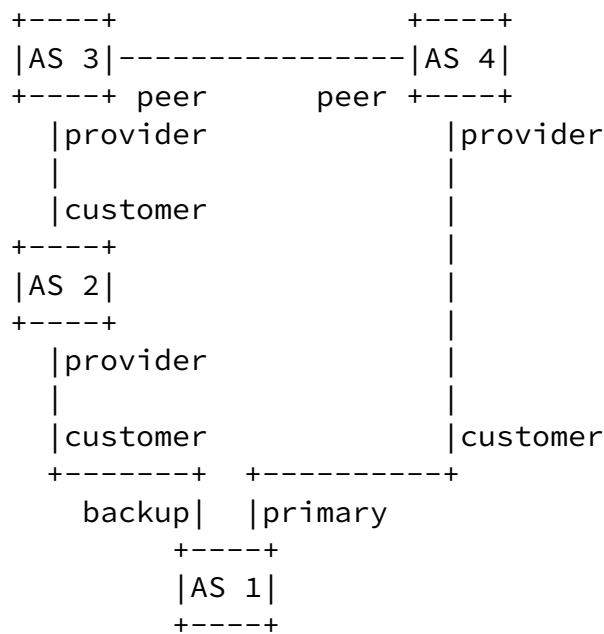 +----+                +----+
|AS 3|----------------|AS 4|
+----+ peer      peer +----+
  |provider             |provider
  |                     |
  |customer             |
+----+                  |
|AS 2|                  |
+----+                  |
  |provider             |
  |                     |
  |customer             |customer
  +-------+  +----------+
    backup|  |primary
         +----+
         |AS 1|
         +----+